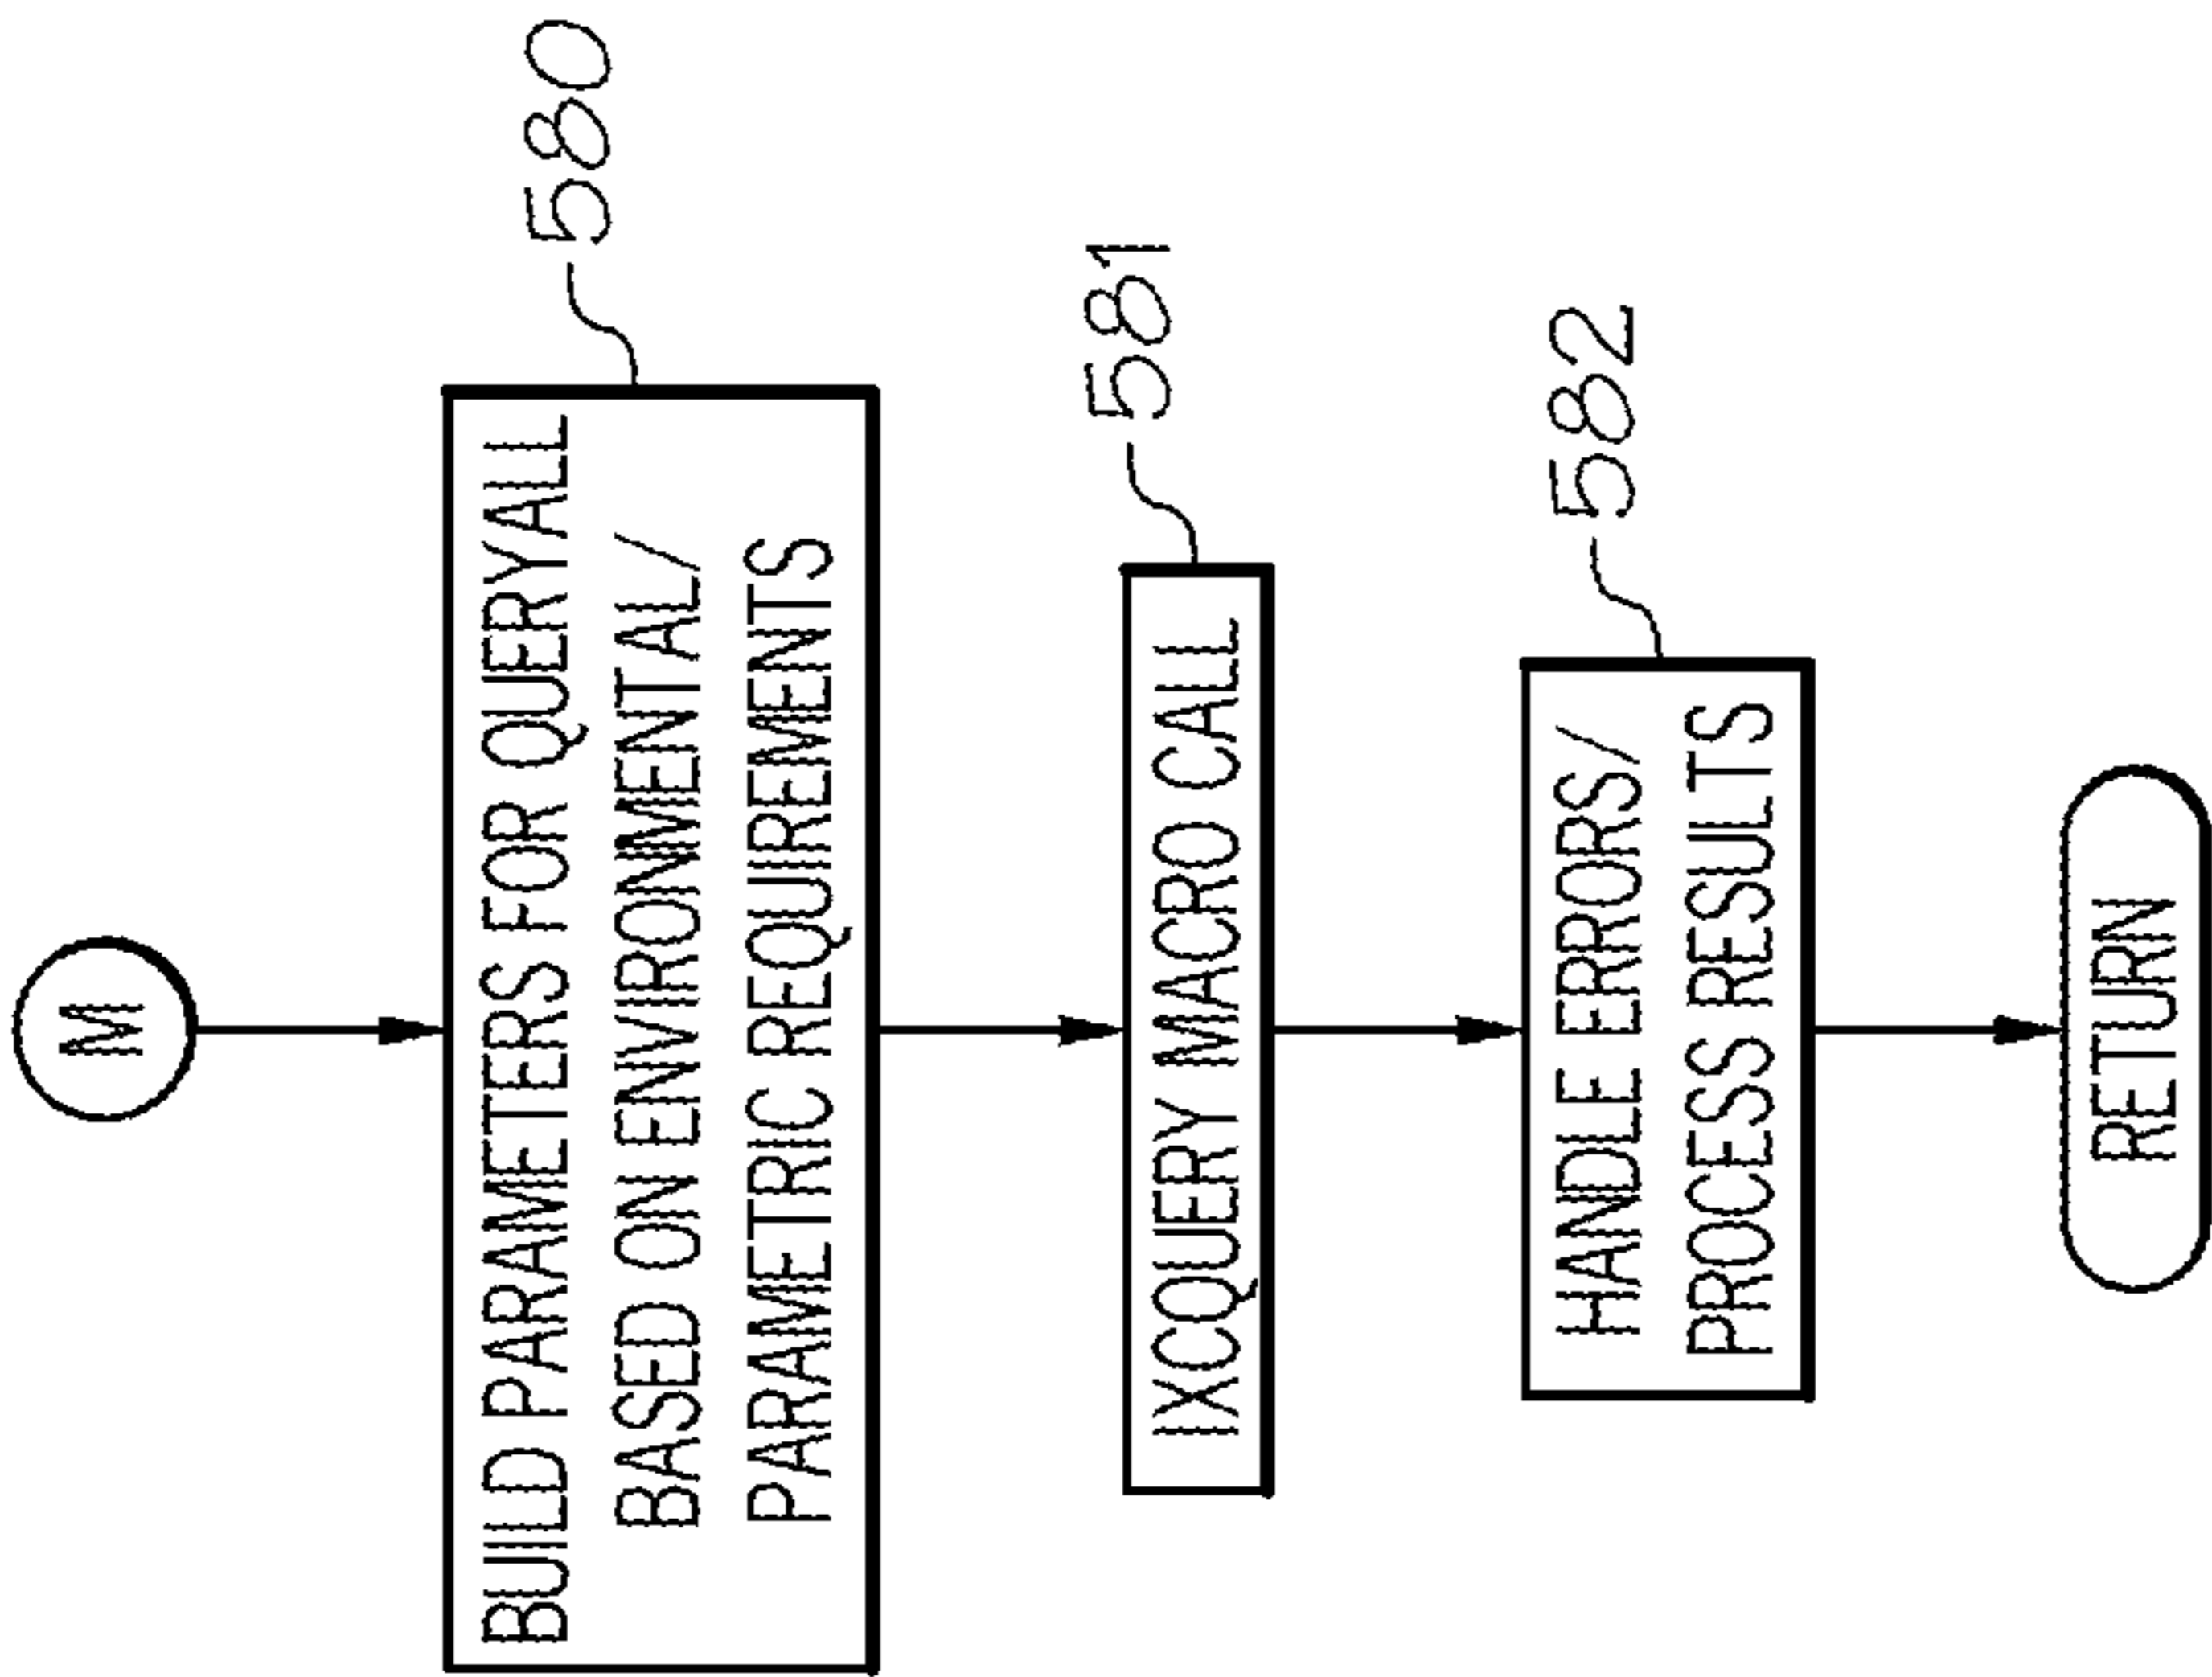 M
580
BUILD PARAMETERS FOR QUERYALL
BASED ON ENVIRONMENTAL/
PARAMETRIC REQUIREMENTS
581
IXCQUERY MACRO CALL
582
HANDLE ERRORS/
PROCESS RESULTS
RETURN